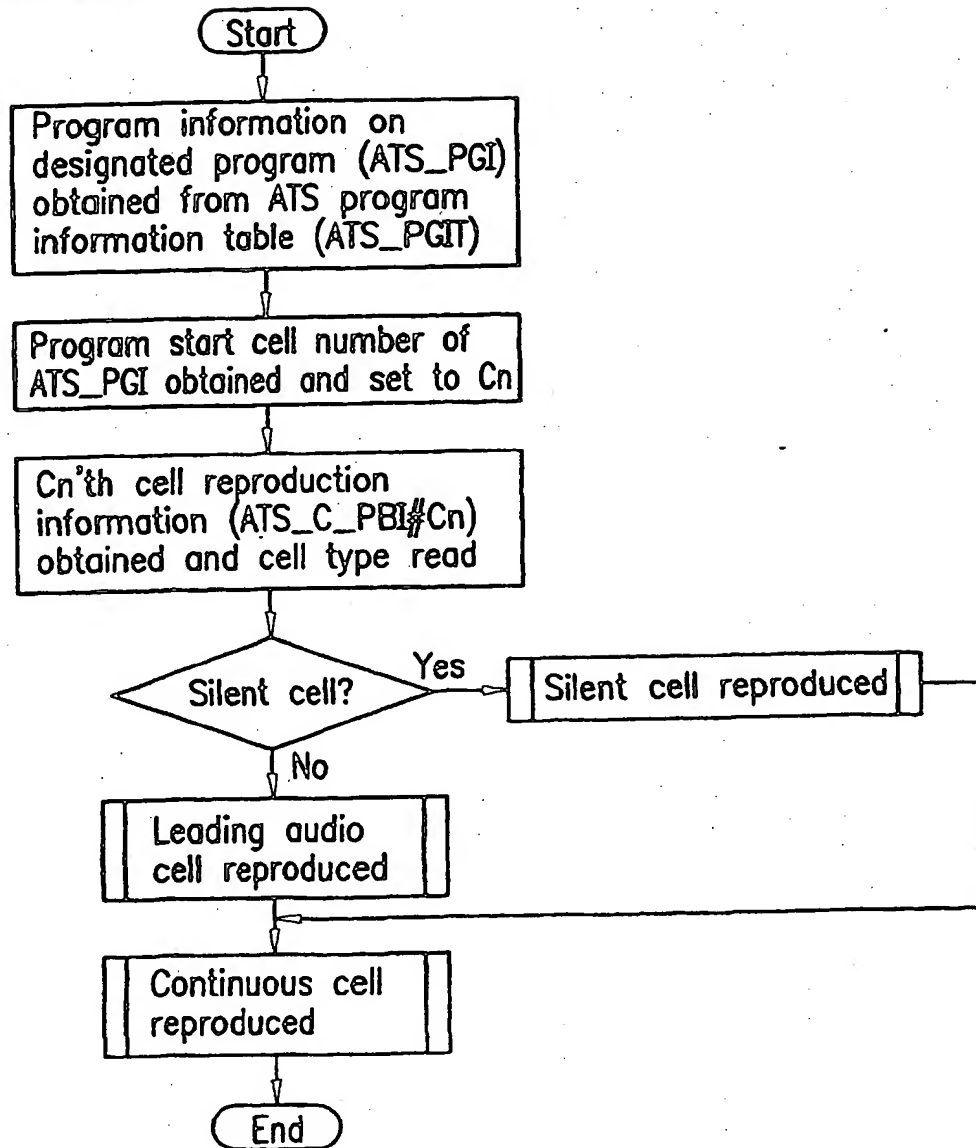 Start
Program information on
designated program (ATS_PGI)
obtained from ATS program
information table (ATS_PGIT)
Program start cell number of
ATS_PGI obtained and set to Cn
Cn'th cell reproduction
information (ATS_C_PBI#Cn)
obtained and cell type read
Silent cell?
Yes
Silent cell reproduced
No
Leading audio
cell reproduced
Continuous cell
reproduced
End